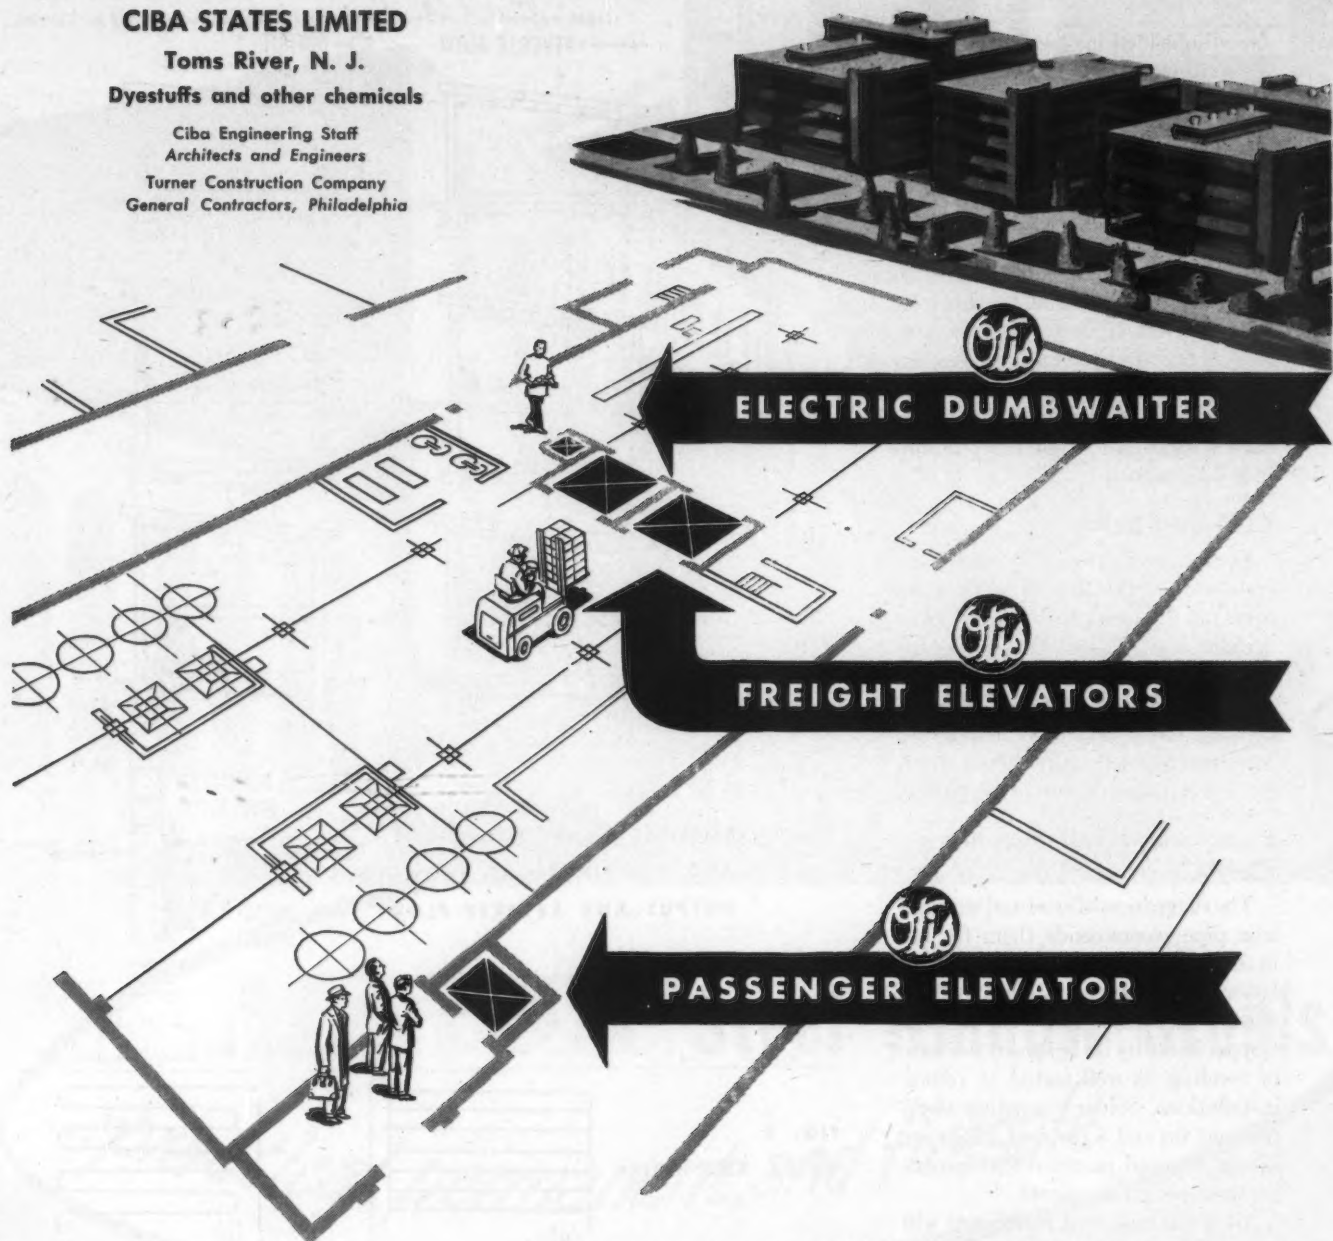 CIBA STATES LIMITED
Toms River, N. J.
Dyestuffs and other chemicals
Ciba Engineering Staff
Architects and Engineers
Turner Construction Company
General Contractors, Philadelphia
Otis
ELECTRIC DUMBWAITER
Otis
FREIGHT ELEVATORS
Otis
PASSENGER ELEVATOR